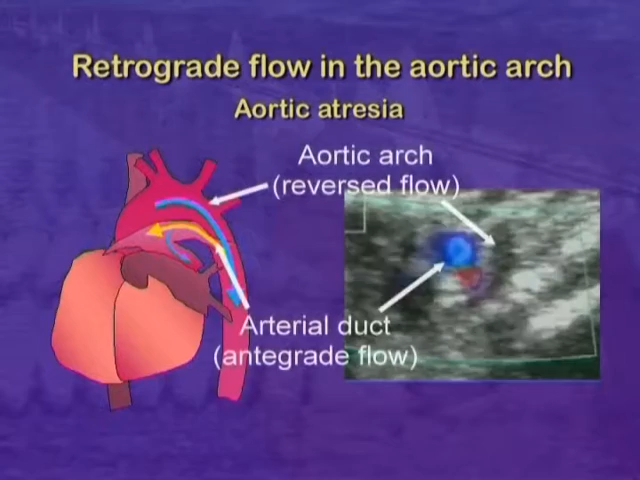 Retrograde flow in the aortic arch
Aortic atresia
Aortic arch
(reversed flow)
Arterial duct
(antegrade flow)